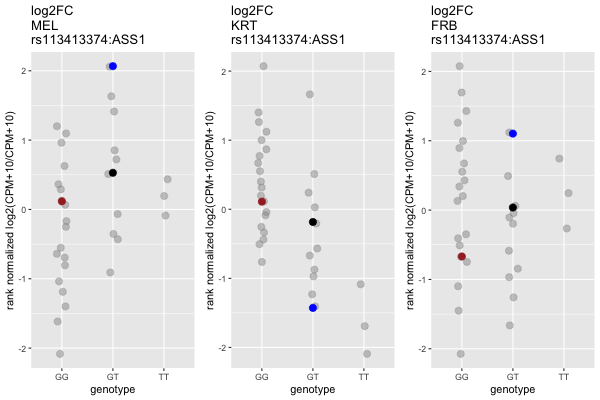 log2FC
MEL
rs113413374:ASS1
rank normalized log2(CPM+10/CPM+10)
2
1
0
-1
-2
GG
GT
TT
genotype
log2FC
KRT
rs113413374:ASS1
rank normalized log2(CPM+10/CPM+10)
2
1
0
-1
-2
GG
GT
TT
genotype
log2FC
FRB
rs113413374:ASS1
rank normalized log2(CPM+10/CPM+10)
2
1
0
-1
-2
GG
GT
TT
genotype